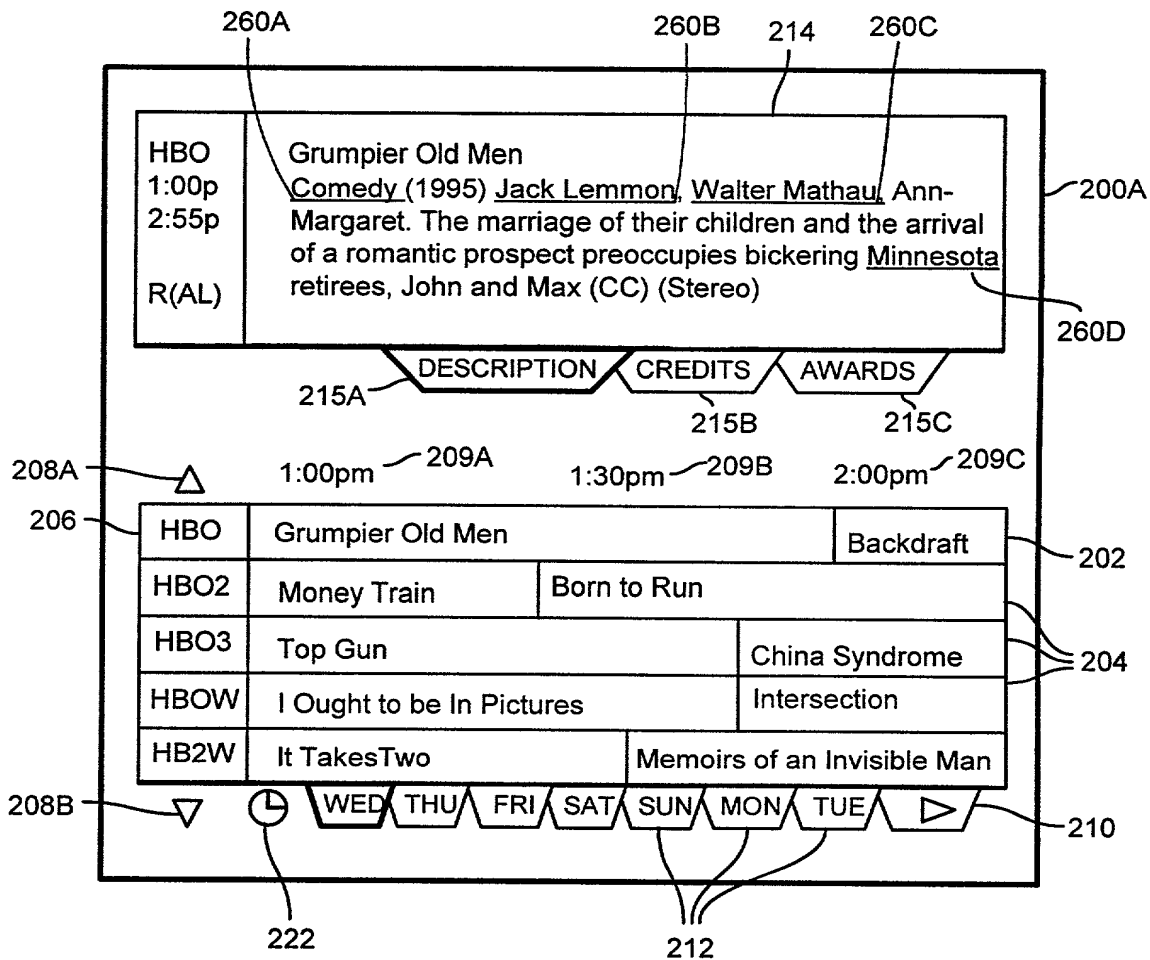 260A 260B 260C
214
HBO Grumpier Old Men
1:00p Comedy (1995) Jack Lemmon, Walter Mathau, Ann-
200A
2:55p Margaret. The marriage of their children and the arrival
of a romantic prospect preoccupies bickering Minnesota
R(AL) retirees, John and Max (CC) (Stereo)
260D
DESCRIPTION CREDITS AWARDS
215A 215B 215C
208A 1:00pm 209A 1:30pm 209B 2:00pm 209C
206 HBO Grumpier Old Men Backdraft 202
HBO2 Money Train Born to Run
HBO3 Top Gun China Syndrome 204
HBOW I Ought to be In Pictures Intersection
HB2W It TakesTwo Memoirs of an Invisible Man
208B WED THU FRI SAT SUN MON TUE 210
222 212